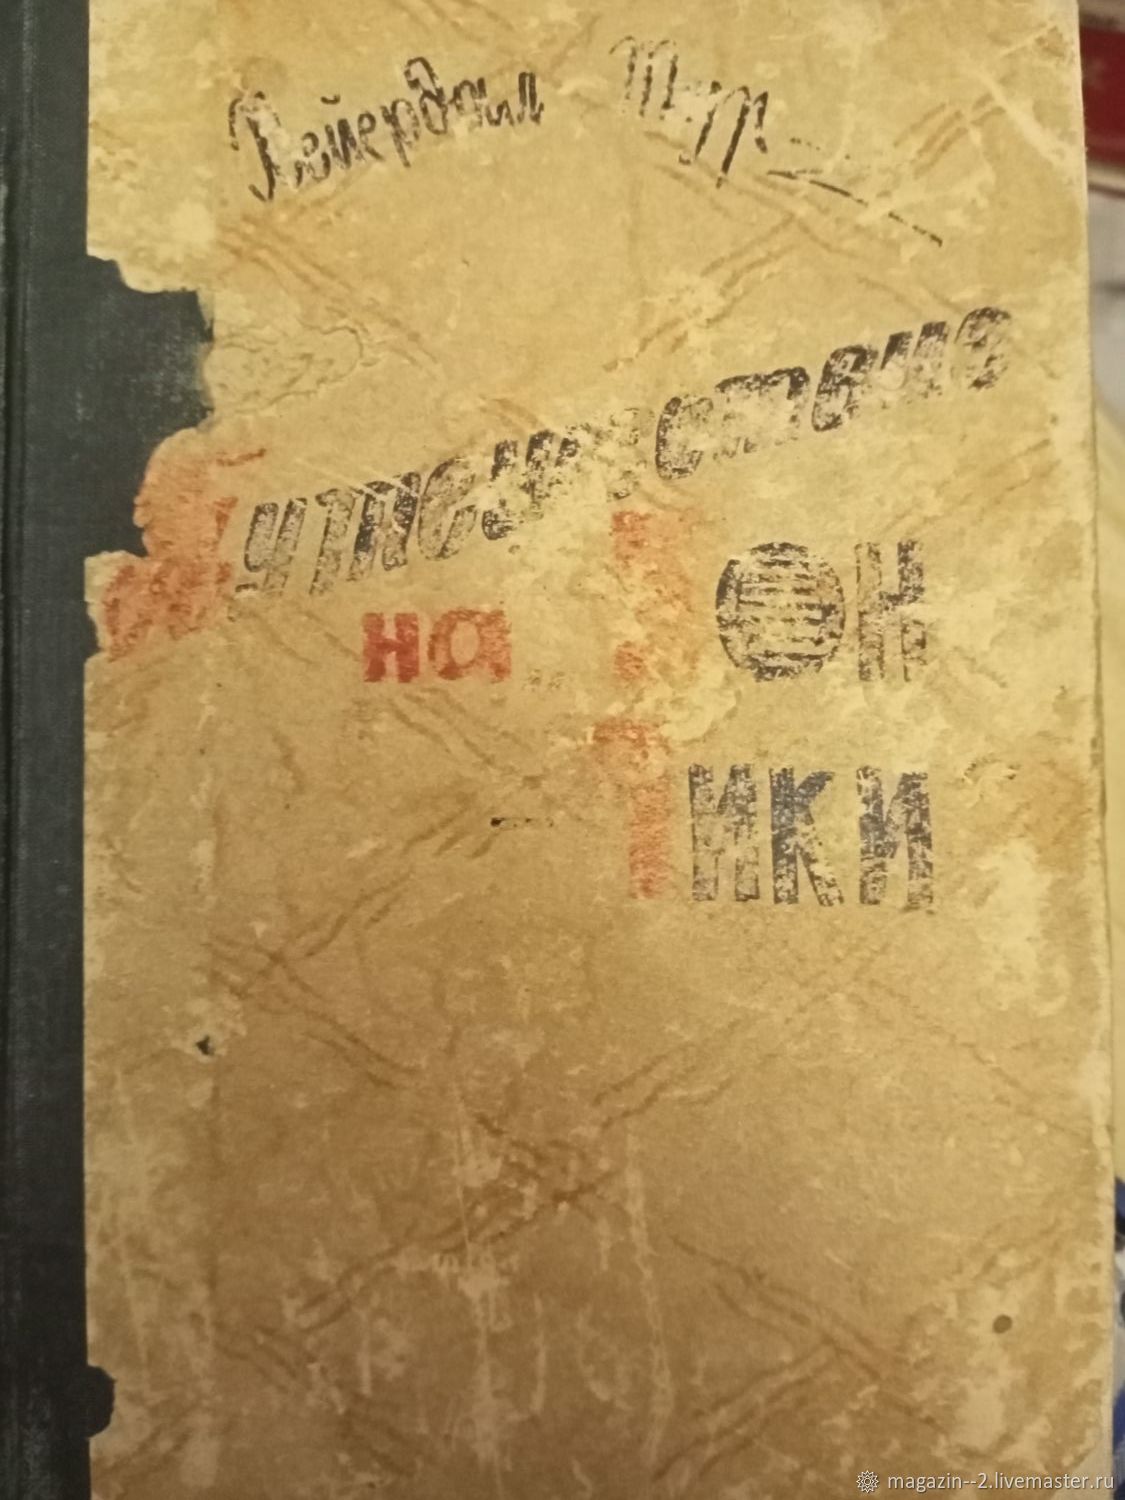 Хейердал Тур
Путешествие
на Кон
Тики
magazin--2.livemaster.ru